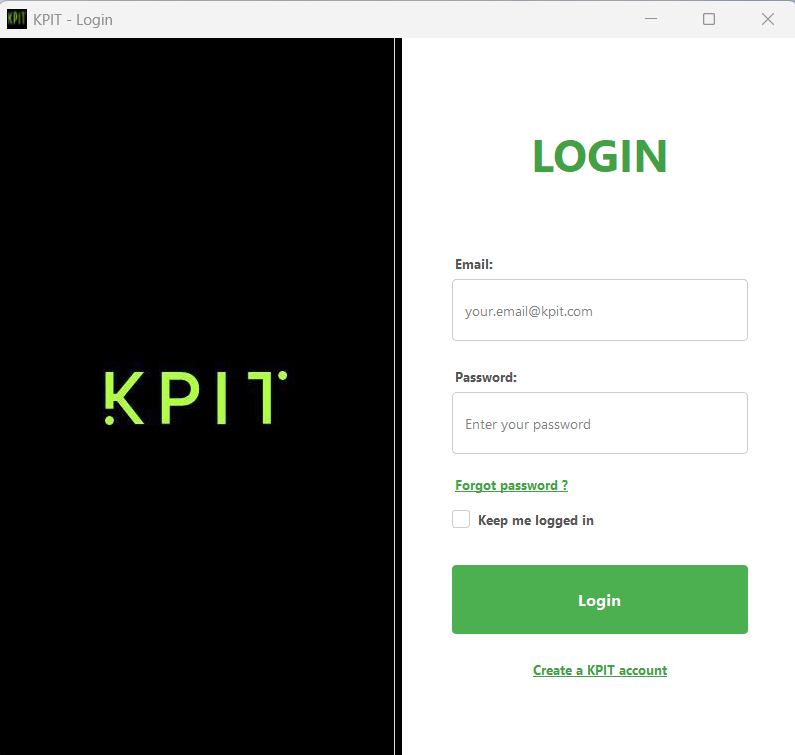 KPIT - Login
KPIT
LOGIN
Email:
your.email@kpit.com
Password:
Enter your password
Forgot password ?
Keep me logged in
Login
Create a KPIT account